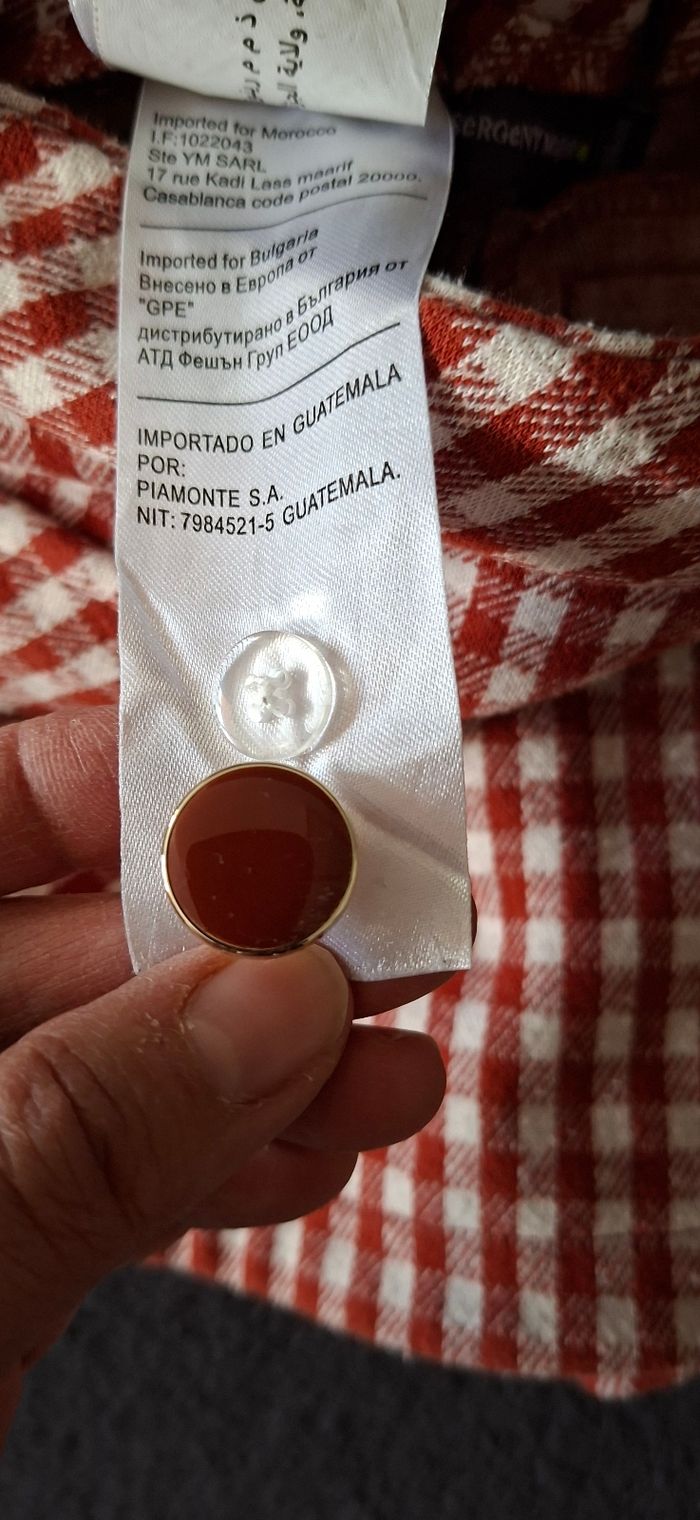 Imported for Morocco
I.F:1022043
Ste YM SARL
17 rue Kadi Lass maarif
Casablanca code postal 20000.
Imported for Bulgaria
Внесено в Европа от
"GPE"
дистрибутирано в България от
АТД Фешън Груп ЕООД
IMPORTADO EN GUATEMALA
POR:
PIAMONTE S.A.
NIT: 7984521-5 GUATEMALA.